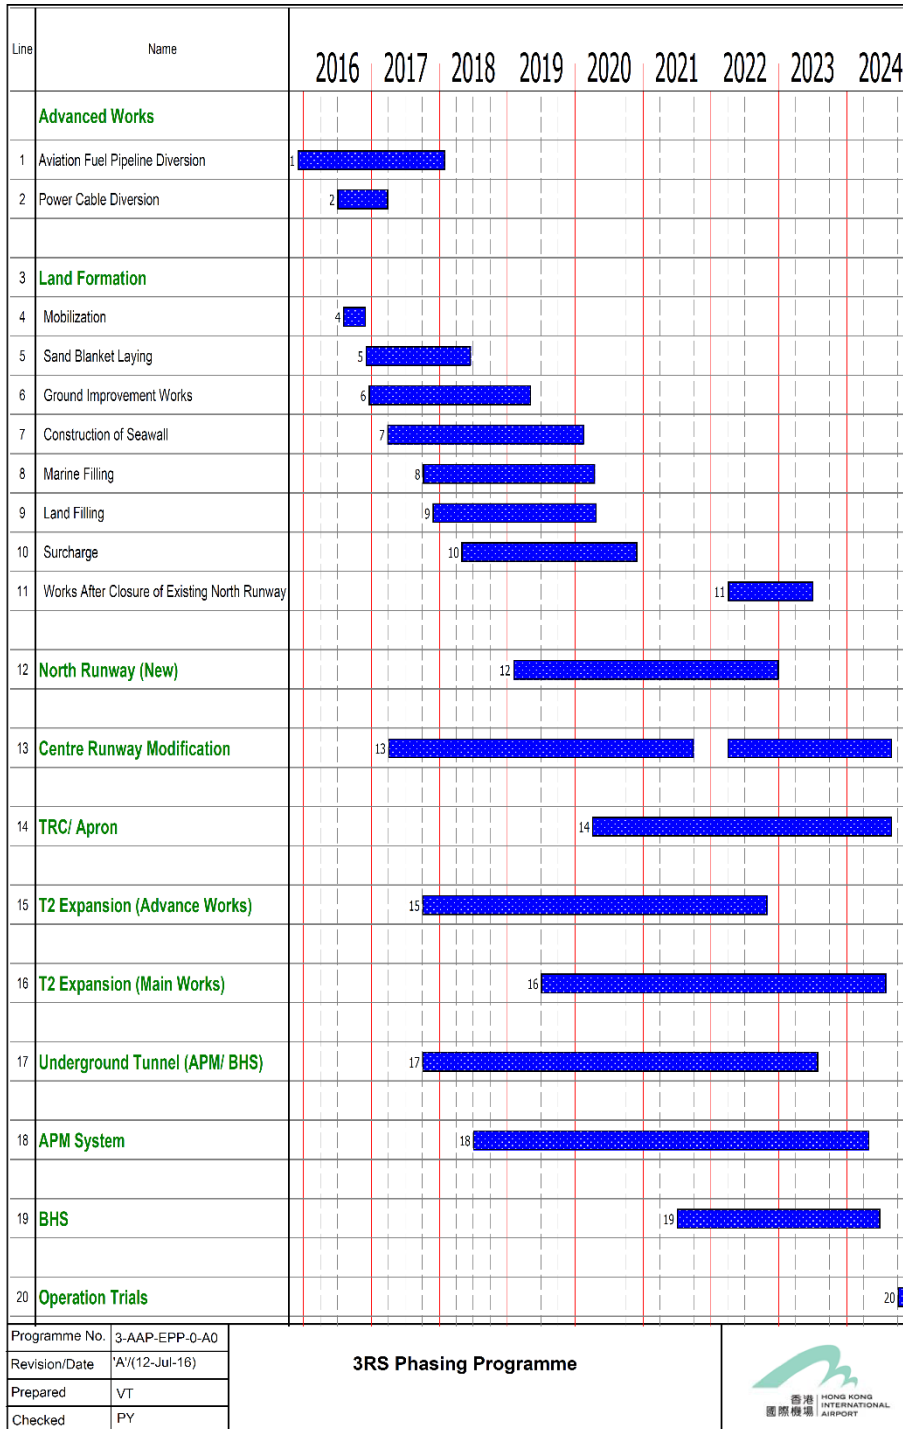 Line Name 2016 2017 2018 2019 2020 2021 2022 2023 2024
Advanced Works
1 Aviation Fuel Pipeline Diversion 1
2 Power Cable Diversion 2
3 Land Formation
4 Mobilization 4
5 Sand Blanket Laying 5
6 Ground Improvement Works 6
7 Construction of Seawall 7
8 Marine Filling 8
9 Land Filling 9
10 Surcharge 10
11 Works After Closure of Existing North Runway 11
12 North Runway (New) 12
13 Centre Runway Modification 13
14 TRC/ Apron 14
15 T2 Expansion (Advance Works) 15
16 T2 Expansion (Main Works) 16
17 Underground Tunnel (APM/ BHS) 17
18 APM System 18
19 BHS 19
20 Operation Trials 20
Programme No. 3-AAP-EPP-0-A0
Revision/Date 'A'/(12-Jul-16)
Prepared VT
Checked PY
3RS Phasing Programme
香港
國際機場
HONG KONG
INTERNATIONAL
AIRPORT